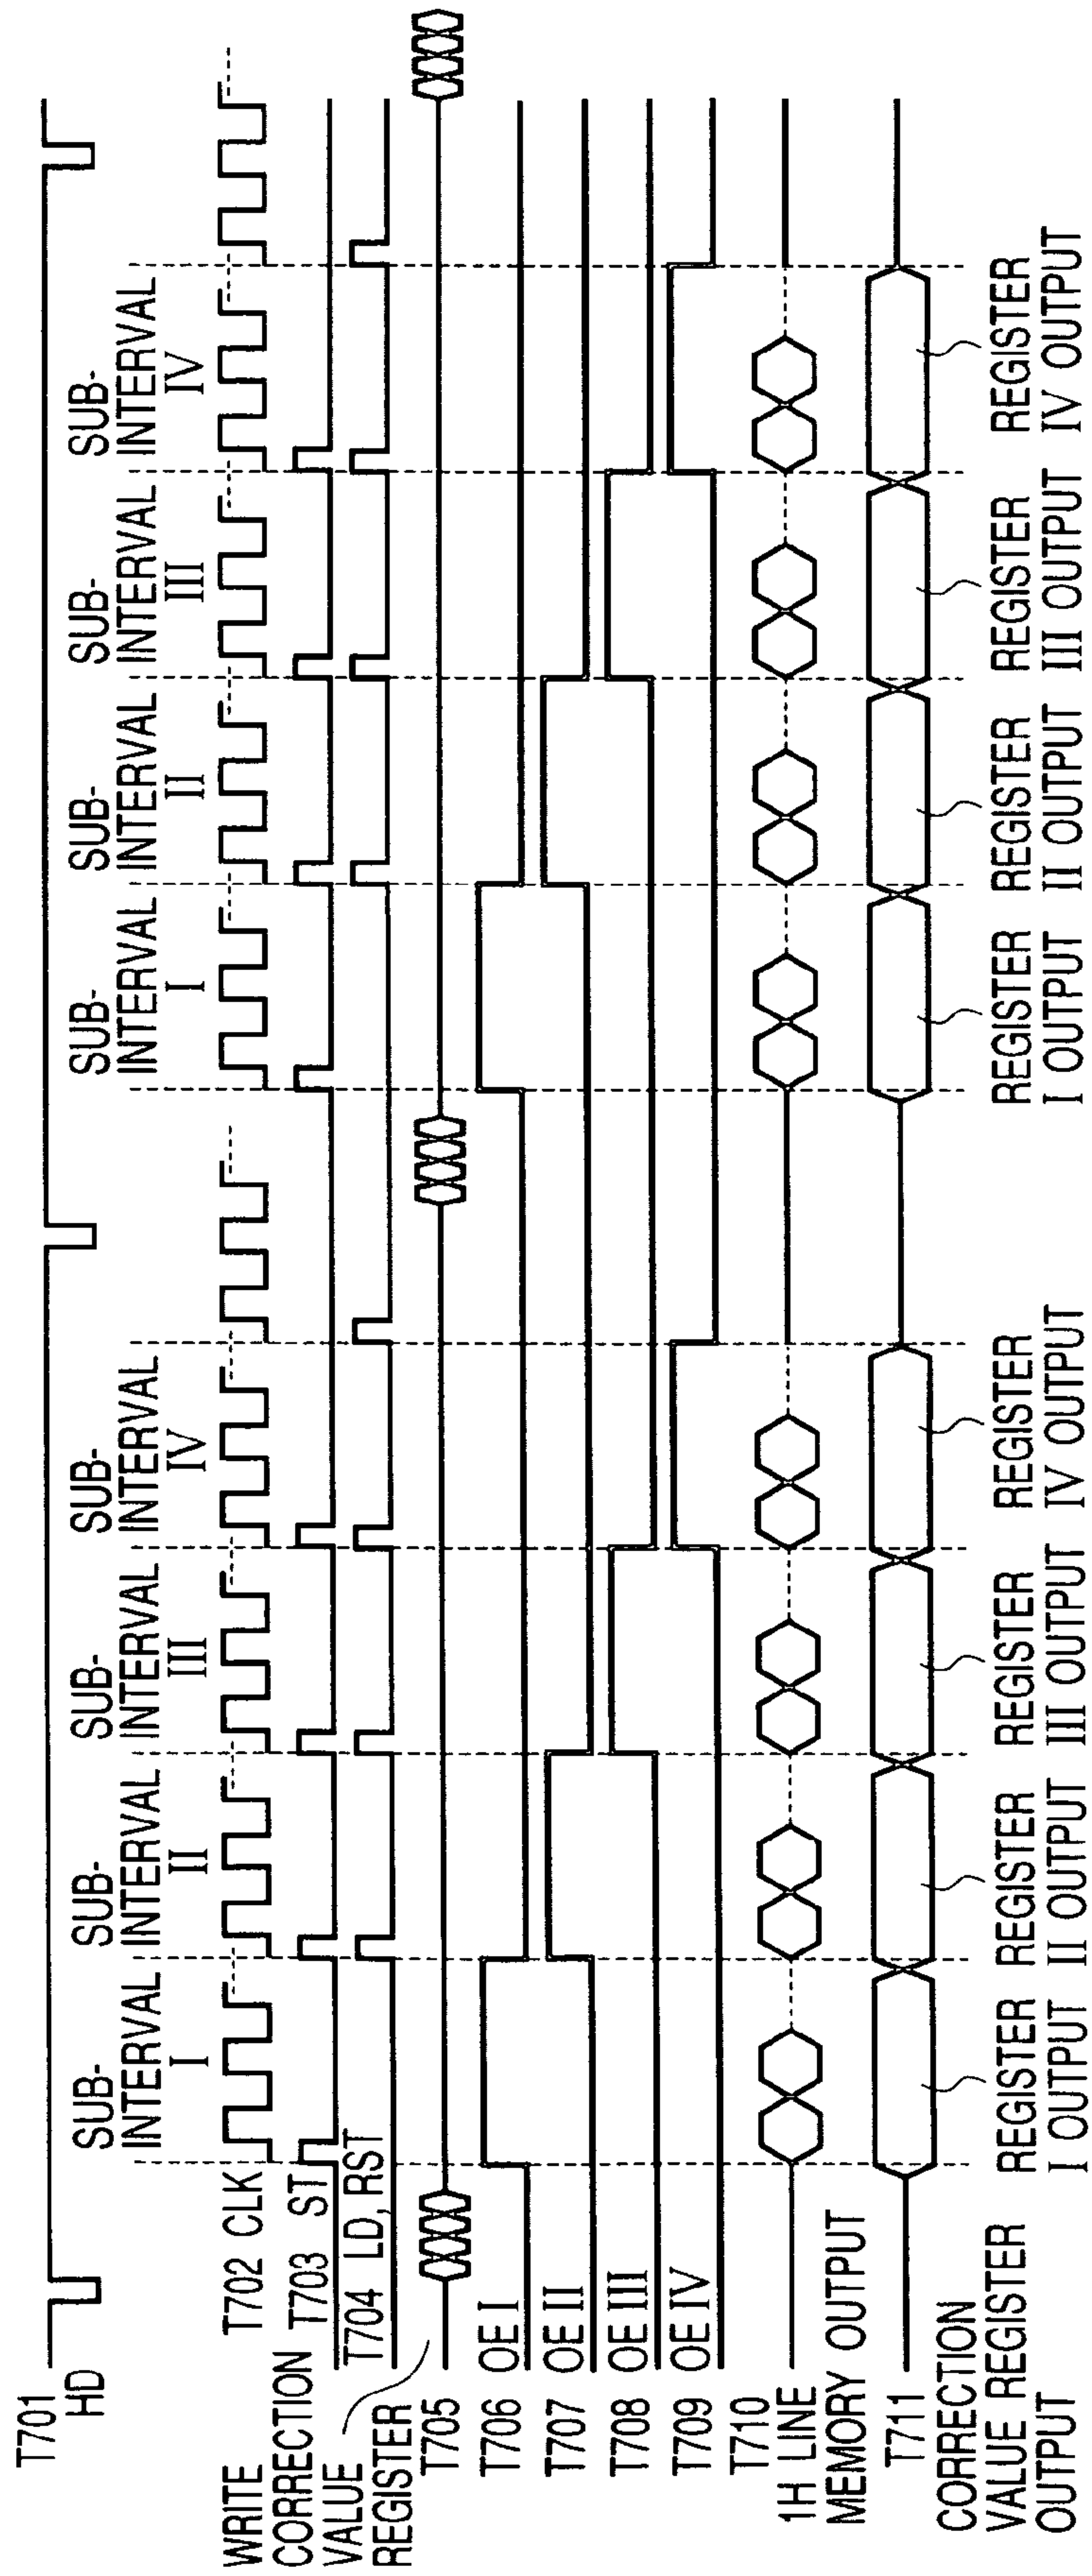 T701
HD
SUB-
INTERVAL
I
SUB-
INTERVAL
II
SUB-
INTERVAL
III
SUB-
INTERVAL
IV
SUB-
INTERVAL
I
SUB-
INTERVAL
II
SUB-
INTERVAL
III
SUB-
INTERVAL
IV
T702 CLK
T703 ST
T704 LD, RST
WRITE
CORRECTION
VALUE
REGISTER
T705
T706 OE I
T707 OE II
T708 OE III
T709 OE IV
T710
1H LINE
MEMORY OUTPUT
T711
CORRECTION
VALUE REGISTER
OUTPUT
REGISTER
I OUTPUT
REGISTER
II OUTPUT
REGISTER
III OUTPUT
REGISTER
IV OUTPUT
REGISTER
I OUTPUT
REGISTER
II OUTPUT
REGISTER
III OUTPUT
REGISTER
IV OUTPUT